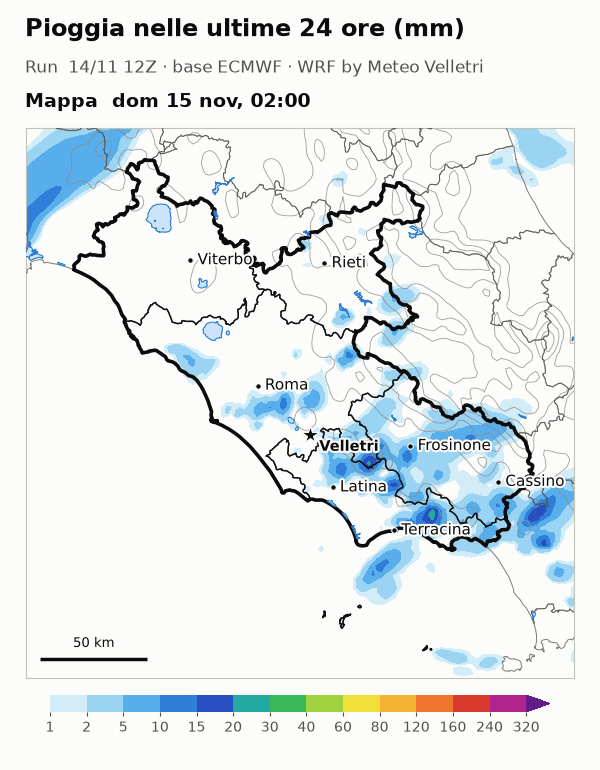 Pioggia nelle ultime 24 ore (mm)
Run 14/11 12Z · base ECMWF · WRF by Meteo Velletri
Mappa dom 15 nov, 02:00
Viterbo
Rieti
Roma
Velletri
Frosinone
Latina
Cassino
Terracina
50 km
1 2 5 10 15 20 30 40 60 80 120 160 240 320